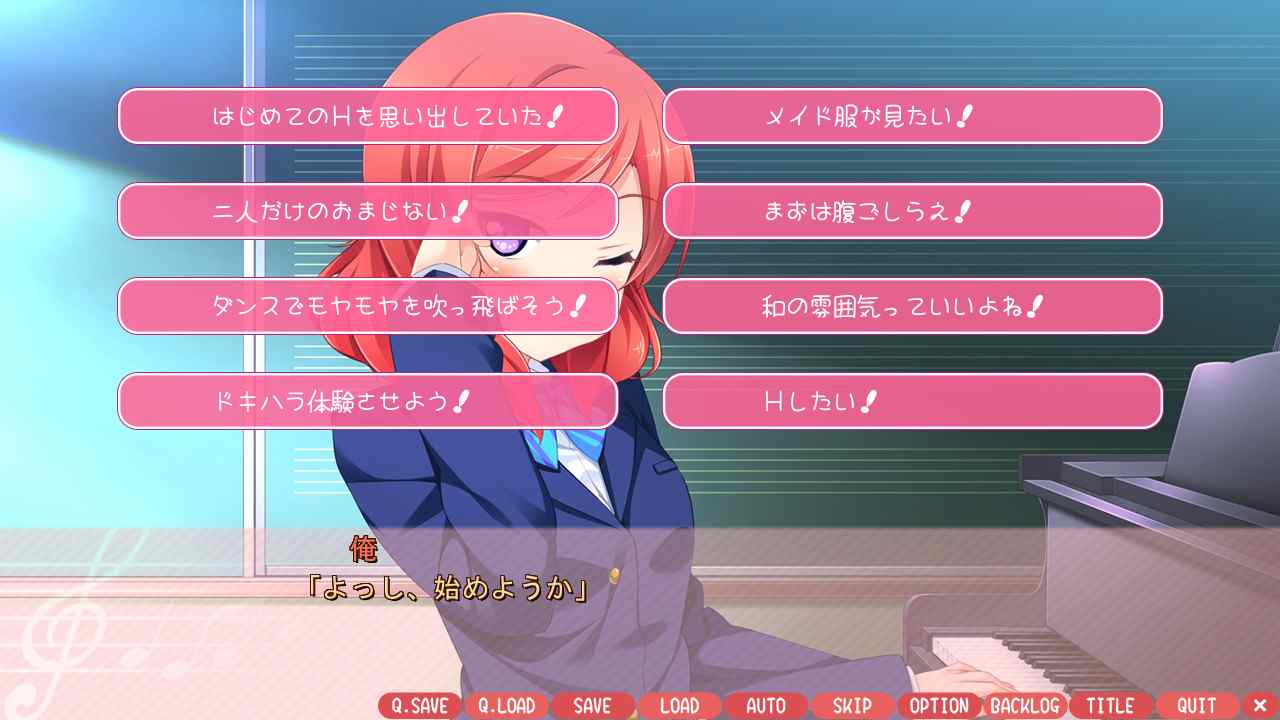 はじめてのHを思い出していた！
メイド服が見たい！
二人だけのおまじない！
まずは腹ごしらえ！
ダンスでモヤモヤを吹っ飛ばそう！
和の雰囲気っていいよね！
ドキハラ体験させよう！
Hしたい！
俺
「よっし、始めようか」
Q.SAVE Q.LOAD SAVE LOAD AUTO SKIP OPTION BACKLOG TITLE QUIT ×